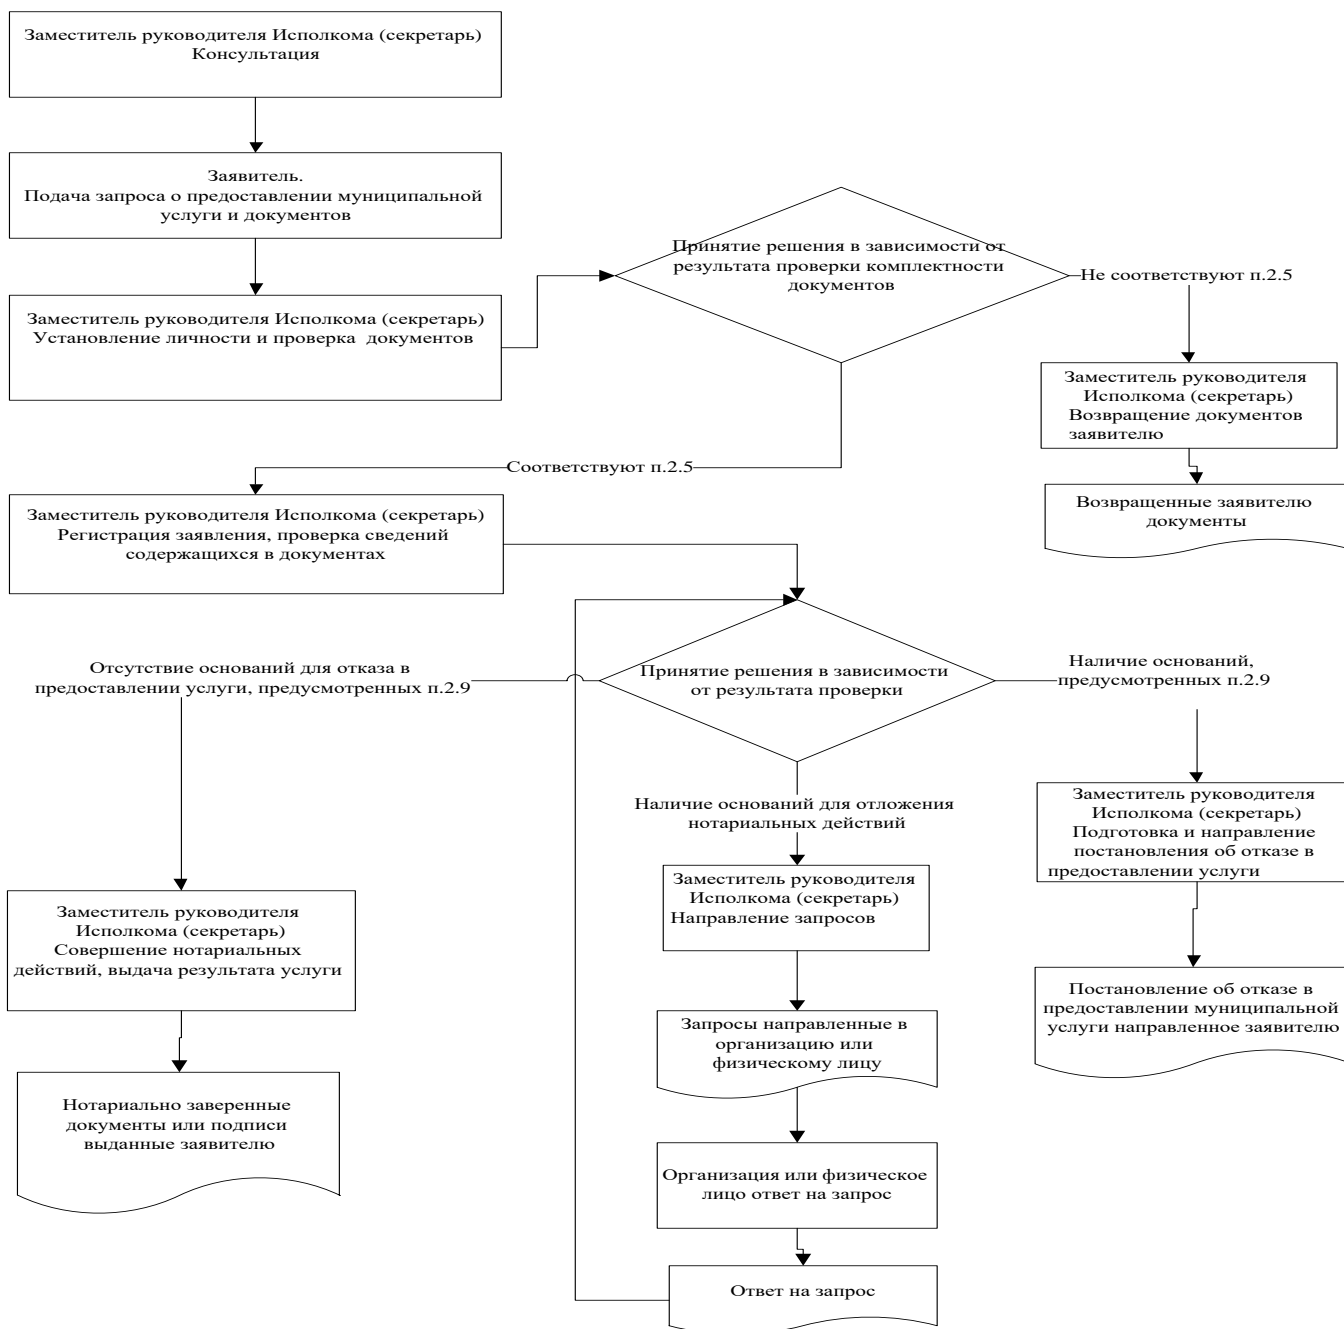 Заместитель руководителя Исполкома (секретарь)
Консультация
Заявитель.
Подача запроса о предоставлении муниципальной
услуги и документов
Заместитель руководителя Исполкома (секретарь)
Установление личности и проверка документов
Принятие решения в зависимости от
результата проверки комплектности
документов
Не соответствуют п.2.5
Заместитель руководителя
Исполкома (секретарь)
Возвращение документов
заявителю
Возвращенные заявителю
документы
Соответствуют п.2.5
Заместитель руководителя Исполкома (секретарь)
Регистрация заявления, проверка сведений
содержащихся в документах
Принятие решения в зависимости
от результата проверки
Отсутствие оснований для отказа в
предоставлении услуги, предусмотренных п.2.9
Заместитель руководителя
Исполкома (секретарь)
Совершение нотариальных
действий, выдача результата услуги
Нотариально заверенные
документы или подписи
выданные заявителю
Наличие оснований для отложения
нотариальных действий
Заместитель руководителя
Исполкома (секретарь)
Направление запросов
Запросы направленные в
организацию или
физическому лицу
Организация или физическое
лицо ответ на запрос
Ответ на запрос
Наличие оснований,
предусмотренных п.2.9
Заместитель руководителя
Исполкома (секретарь)
Подготовка и направление
постановления об отказе в
предоставлении услуги
Постановление об отказе в
предоставлении муниципальной
услуги направленное заявителю